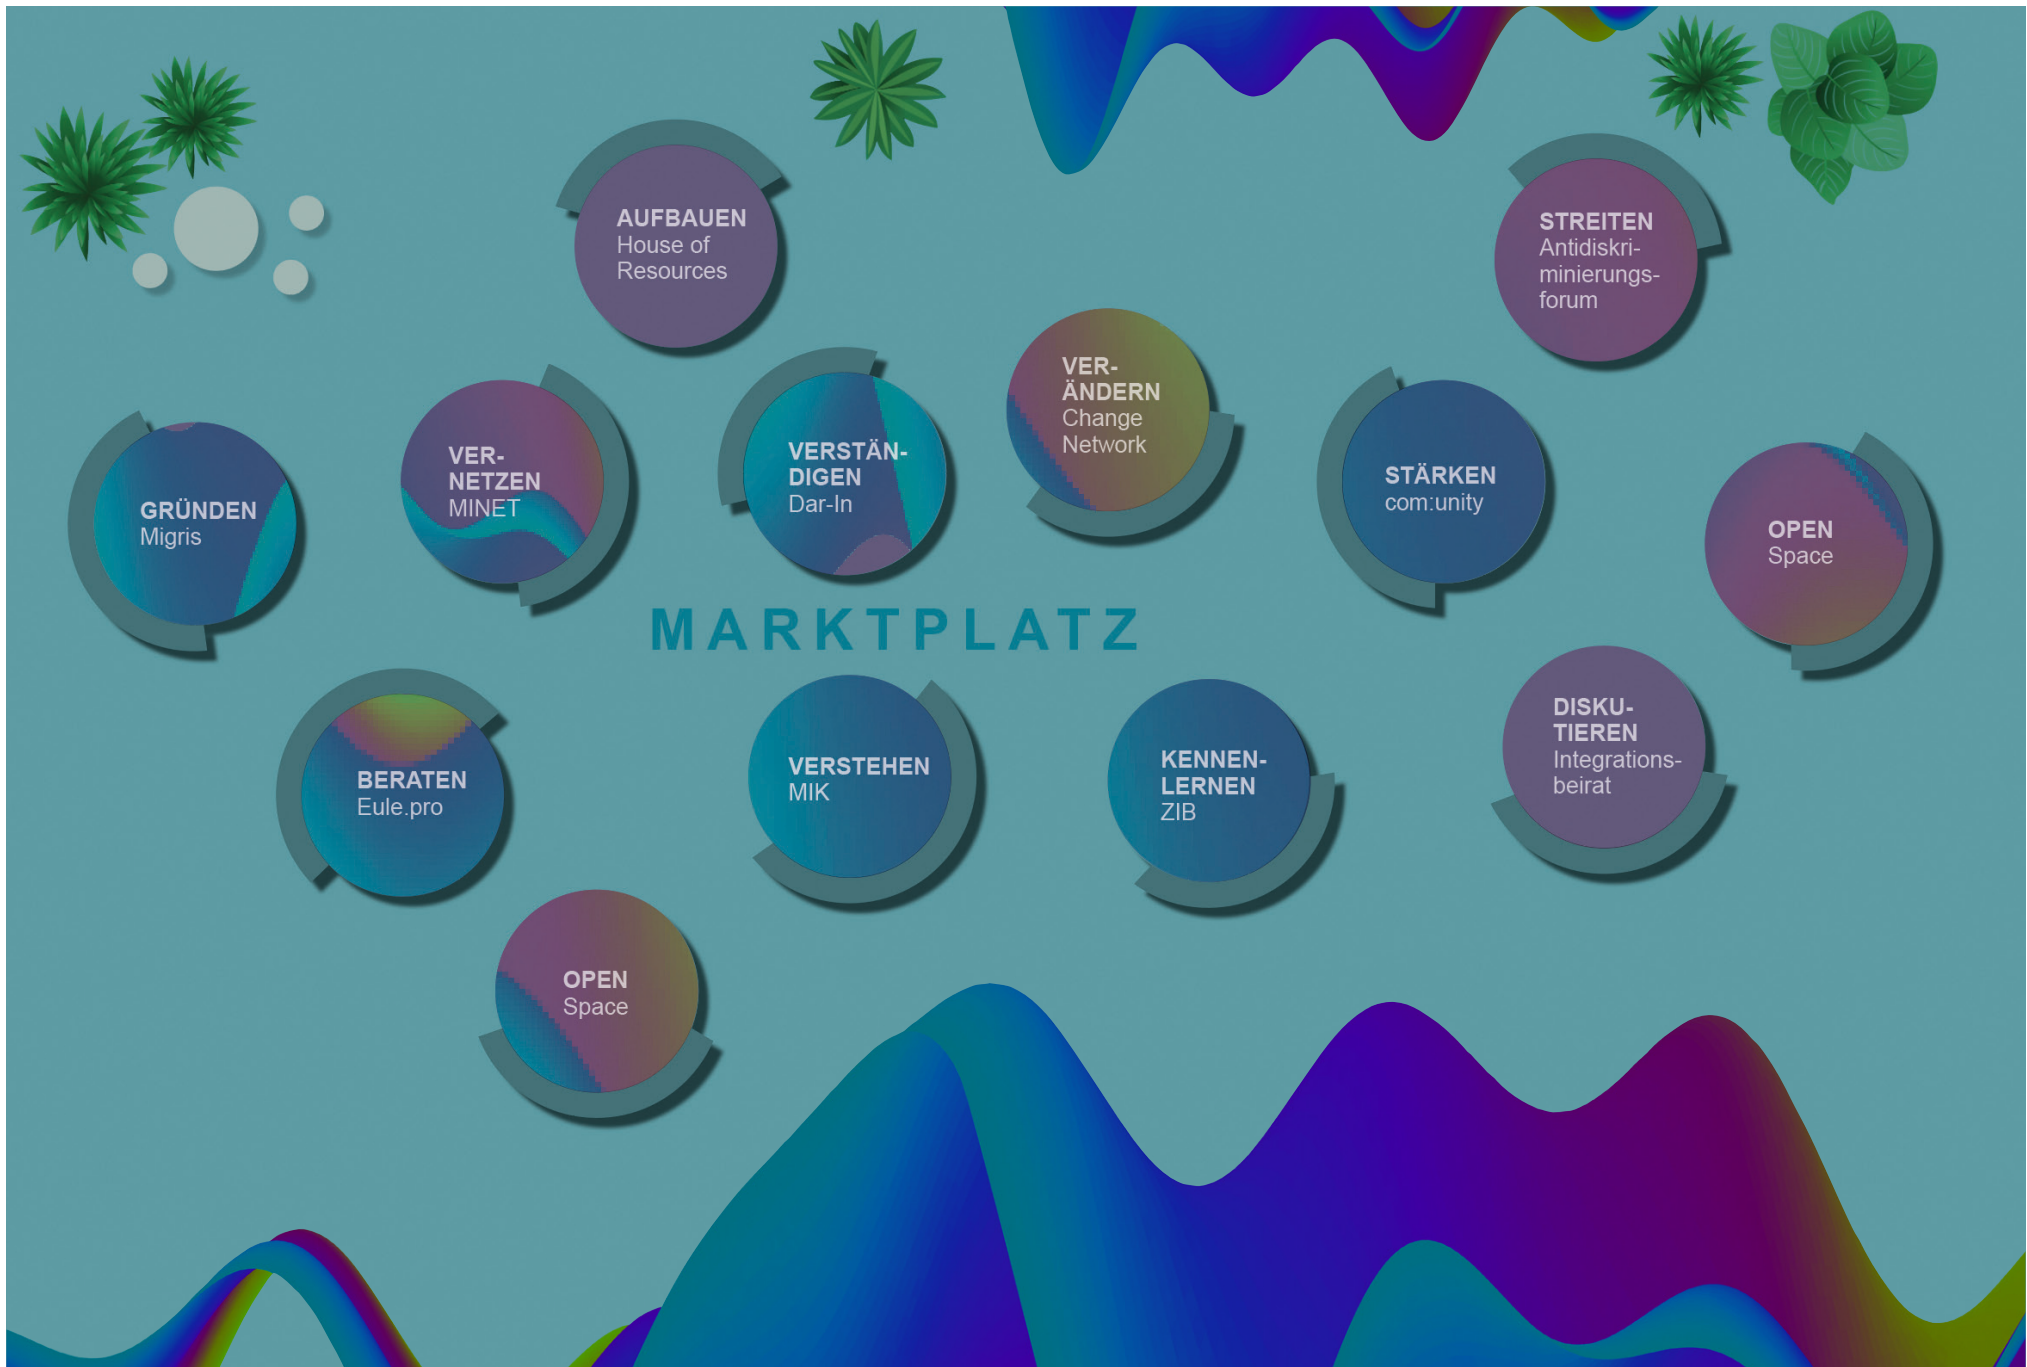 AUFBAUEN
House of
Resources
STREITEN
Antidiskri-
minierungs-
forum
VER-
ÄNDERN
Change
Network
GRÜNDEN
Migris
VER-
NETZEN
MINET
VERSTÄN-
DIGEN
Dar-In
STÄRKEN
com:unity
OPEN
Space
MARKTPLATZ
BERATEN
Eule.pro
VERSTEHEN
MIK
KENNEN-
LERNEN
ZIB
DISKU-
TIEREN
Integrations-
beirat
OPEN
Space